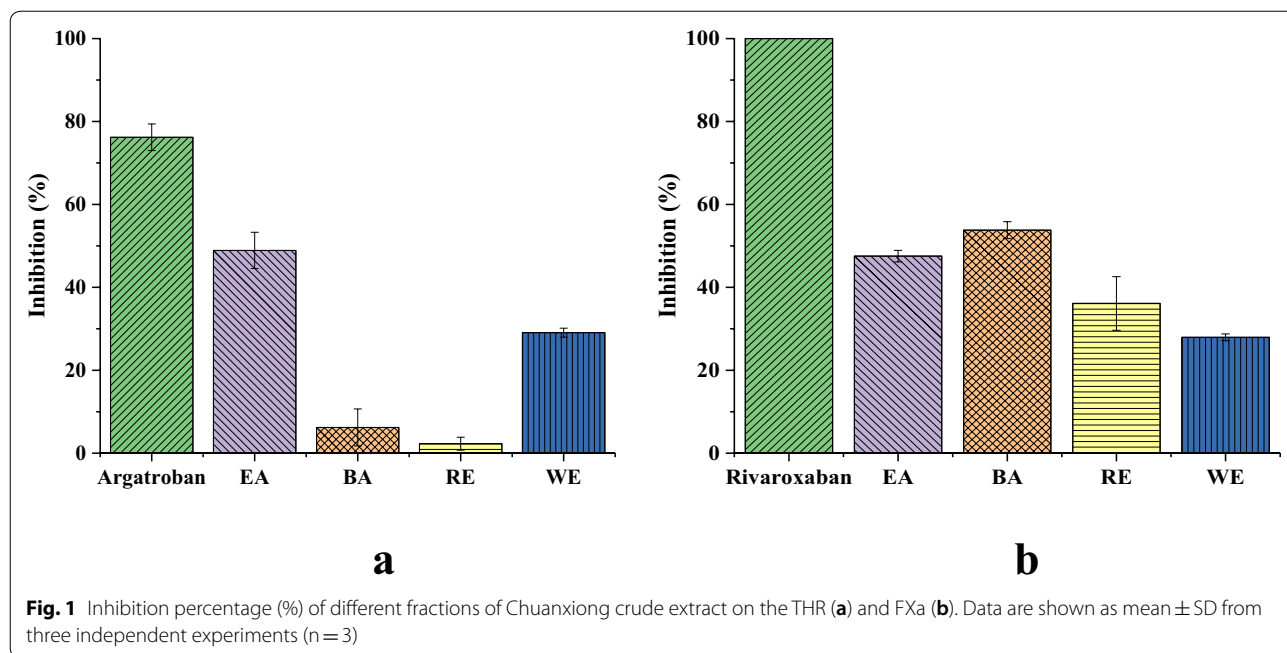 100
80
60
40
20
0
Inhibition (%)
Argatroban EA BA RE WE
a
100
80
60
40
20
0
Inhibition (%)
Rivaroxaban EA BA RE WE
b
Fig. 1 Inhibition percentage (%) of different fractions of Chuanxiong crude extract on the THR (a) and FXa (b). Data are shown as mean ± SD from
three independent experiments (n = 3)